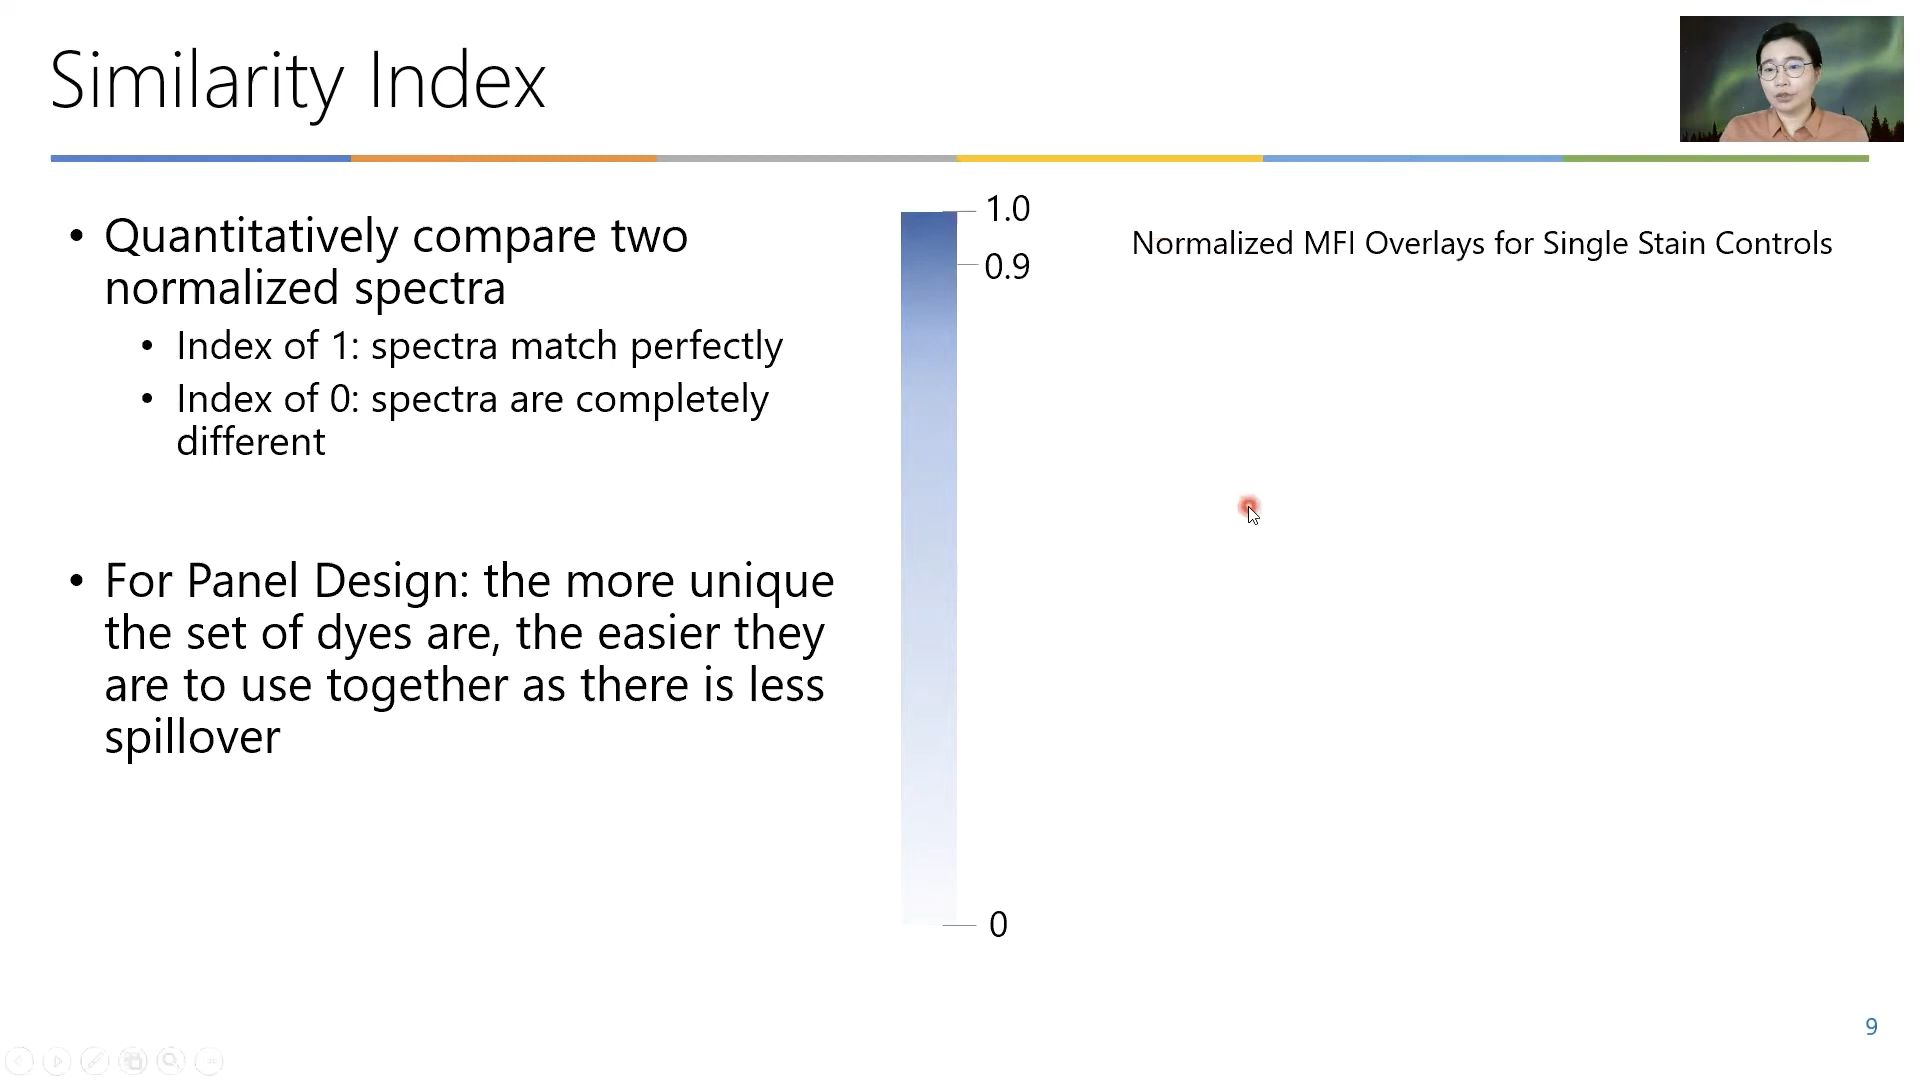 Similarity Index
• Quantitatively compare two
normalized spectra
• Index of 1: spectra match perfectly
• Index of 0: spectra are completely
different
• For Panel Design: the more unique
the set of dyes are, the easier they
are to use together as there is less
spillover
1.0
0.9
0
Normalized MFI Overlays for Single Stain Controls
9